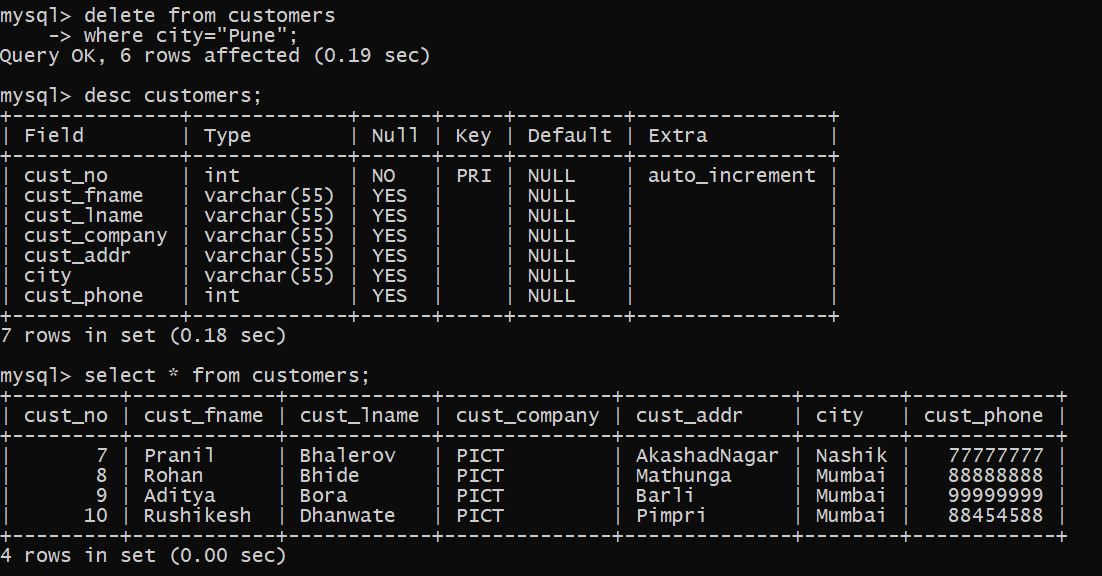 mysql> delete from customers
    -> where city="Pune";
Query OK, 6 rows affected (0.19 sec)

mysql> desc customers;
+--------------+-------------+------+-----+---------+----------------+
| Field        | Type        | Null | Key | Default | Extra          |
+--------------+-------------+------+-----+---------+----------------+
| cust_no      | int         | NO   | PRI | NULL    | auto_increment |
| cust_fname   | varchar(55) | YES  |     | NULL    |                |
| cust_lname   | varchar(55) | YES  |     | NULL    |                |
| cust_company | varchar(55) | YES  |     | NULL    |                |
| cust_addr    | varchar(55) | YES  |     | NULL    |                |
| city         | varchar(55) | YES  |     | NULL    |                |
| cust_phone   | int         | YES  |     | NULL    |                |
+--------------+-------------+------+-----+---------+----------------+
7 rows in set (0.18 sec)

mysql> select * from customers;
+---------+------------+------------+--------------+--------------+--------+------------+
| cust_no | cust_fname | cust_lname | cust_company | cust_addr    | city   | cust_phone |
+---------+------------+------------+--------------+--------------+--------+------------+
|       7 | Pranil     | Bhalerov   | PICT         | AkashadNagar | Nashik |   77777777 |
|       8 | Rohan      | Bhide      | PICT         | Mathunga     | Mumbai |   88888888 |
|       9 | Aditya     | Bora       | PICT         | Barli        | Mumbai |   99999999 |
|      10 | Rushikesh  | Dhanwate   | PICT         | Pimpri       | Mumbai |   88454588 |
+---------+------------+------------+--------------+--------------+--------+------------+
4 rows in set (0.00 sec)